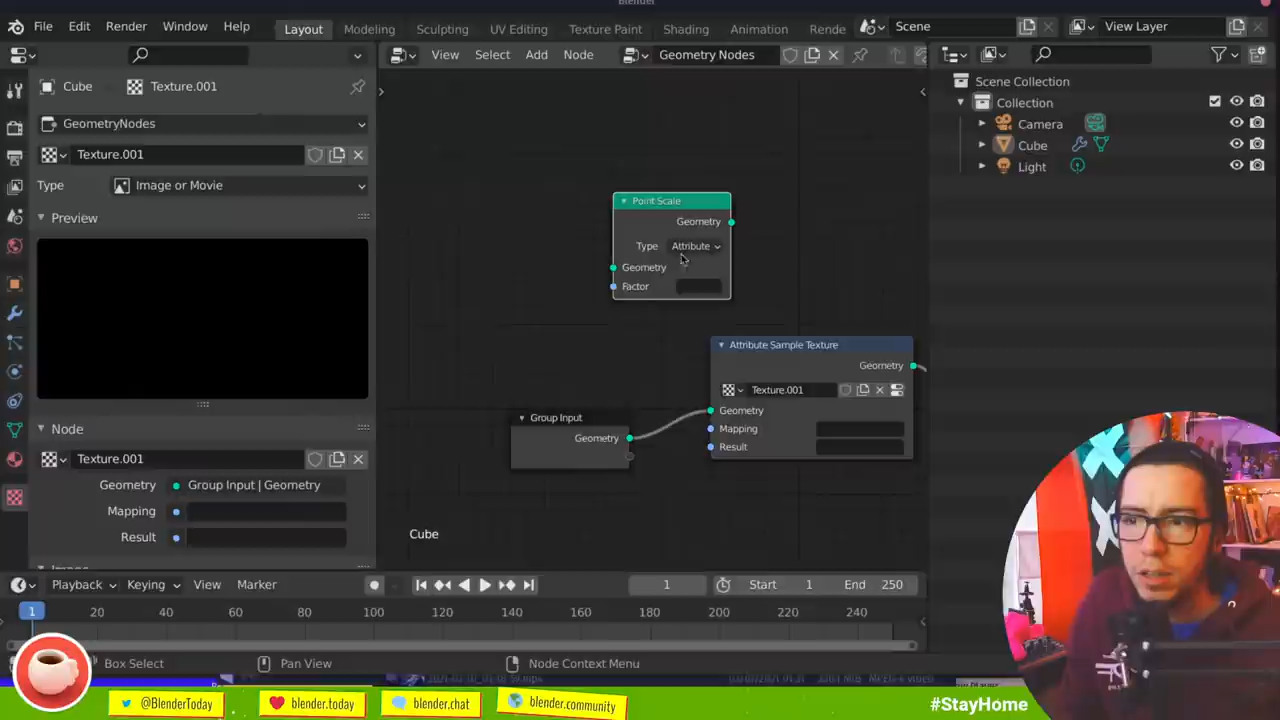 Blender
File Edit Render Window Help Layout Modeling Sculpting UV Editing Texture Paint Shading Animation Rende Scene View Layer
View Select Add Node Geometry Nodes
Cube Texture.001
GeometryNodes
Texture.001
Type Image or Movie
Preview
Node
Texture.001
Geometry Group Input | Geometry
Mapping
Result
Point Scale
Geometry
Type Attribute
Geometry
Factor
Attribute Sample Texture
Geometry
Texture.001
Geometry
Mapping
Result
Group Input
Geometry
Cube
Scene Collection
Collection
Camera
Cube
Light
Playback Keying View Marker 1 Start 1 End 250
1 20 40 60 80 100 120 140 160 180 200 220 240
Box Select Pan View Node Context Menu
@BlenderToday blender.today blender.chat blender.community #StayHome